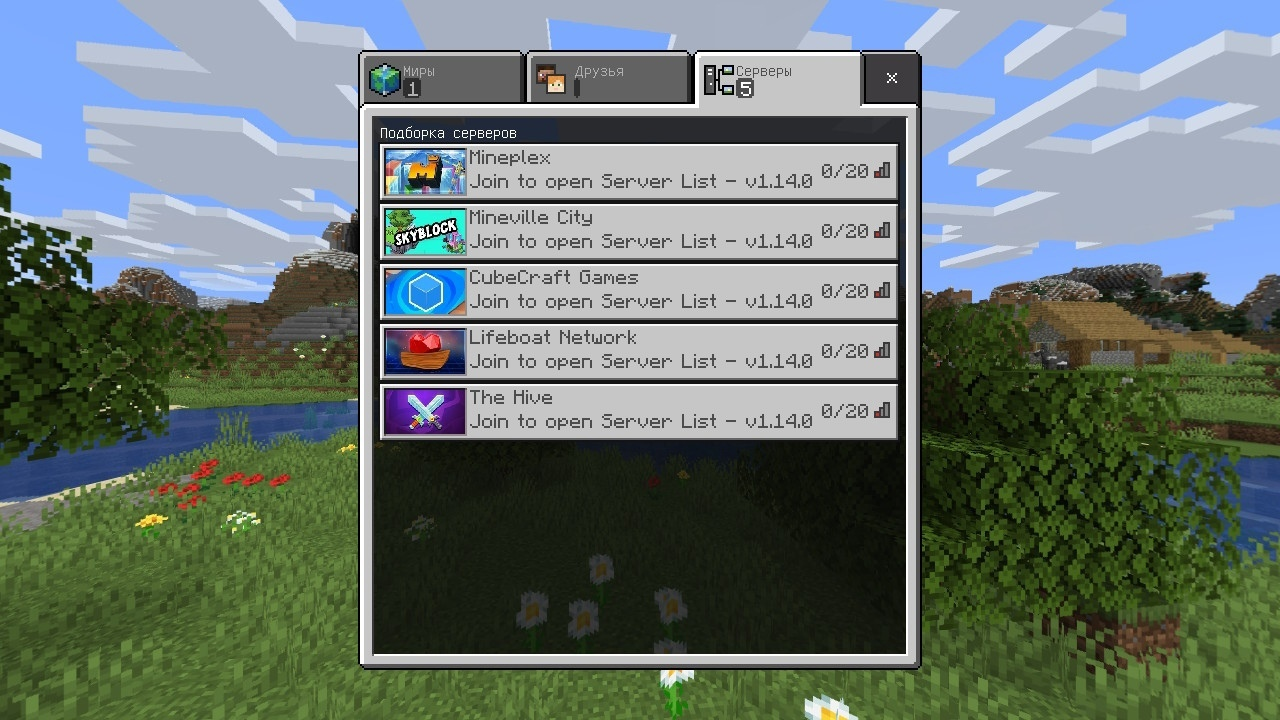 Миры
1
Друзья
Серверы
5
Подборка серверов
Mineplex
Join to open Server List - v1.14.0 0/20
SKYBLOCK
Mineville City
Join to open Server List - v1.14.0 0/20
CubeCraft Games
Join to open Server List - v1.14.0 0/20
Lifeboat Network
Join to open Server List - v1.14.0 0/20
The Hive
Join to open Server List - v1.14.0 0/20